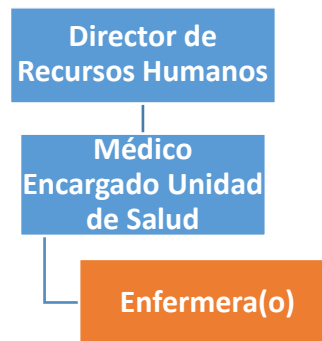 Director de
Recursos Humanos
Médico
Encargado Unidad
de Salud
Enfermera(o)